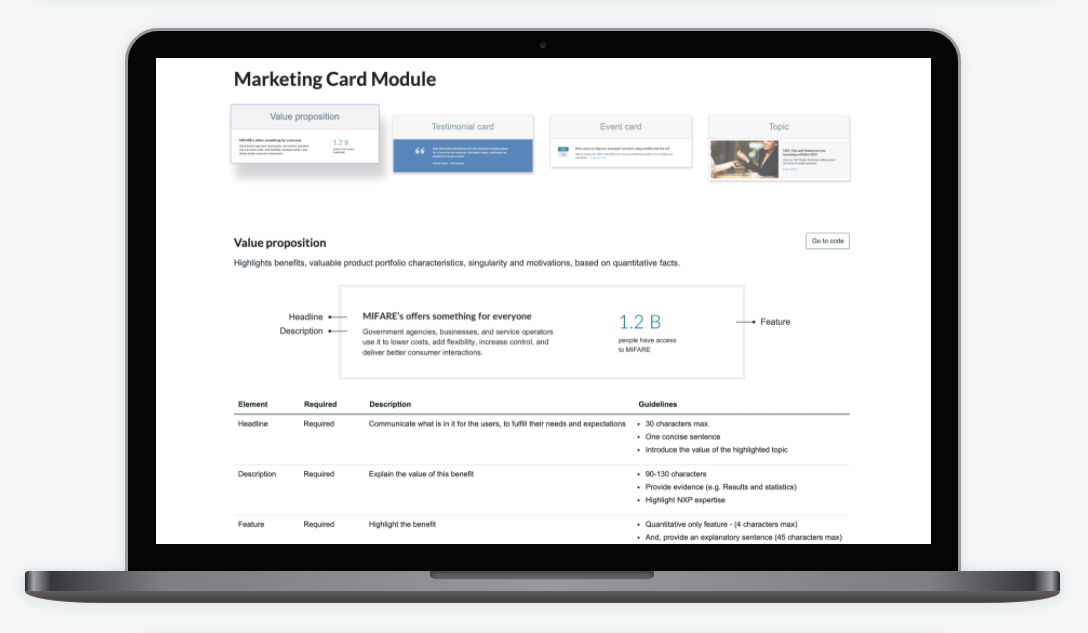 Marketing Card Module
Value proposition
MIFARE's offers something for everyone
1.2 B
Testimonial card
Event card
Topic
Value proposition
Go to code
Highlights benefits, valuable product portfolio characteristics, singularity and motivations, based on quantitative facts.
Headline
Description
MIFARE's offers something for everyone
Government agencies, businesses, and service operators
use it to lower costs, add flexibility, increase control, and
deliver better consumer interactions.
1.2 B
people have access
to MIFARE
Feature
Element Required Description Guidelines
Headline Required Communicate what is in it for the users, to fulfill their needs and expectations • 30 characters max.
• One concise sentence
• Introduce the value of the highlighted topic
Description Required Explain the value of this benefit • 90-130 characters
• Provide evidence (e.g. Results and statistics)
• Highlight NXP expertise
Feature Required Highlight the benefit • Quantitative only feature - (4 characters max)
• And, provide an explanatory sentence (45 characters max)